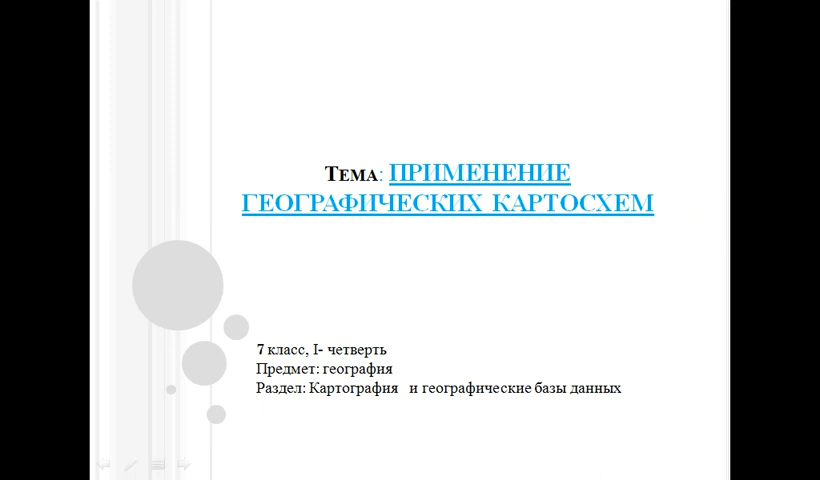 Тема: ПРИМЕНЕНИЕ
ГЕОГРАФИЧЕСКИХ КАРТОСХЕМ
7 класс, I- четверть
Предмет: география
Раздел: Картография и географические базы данных